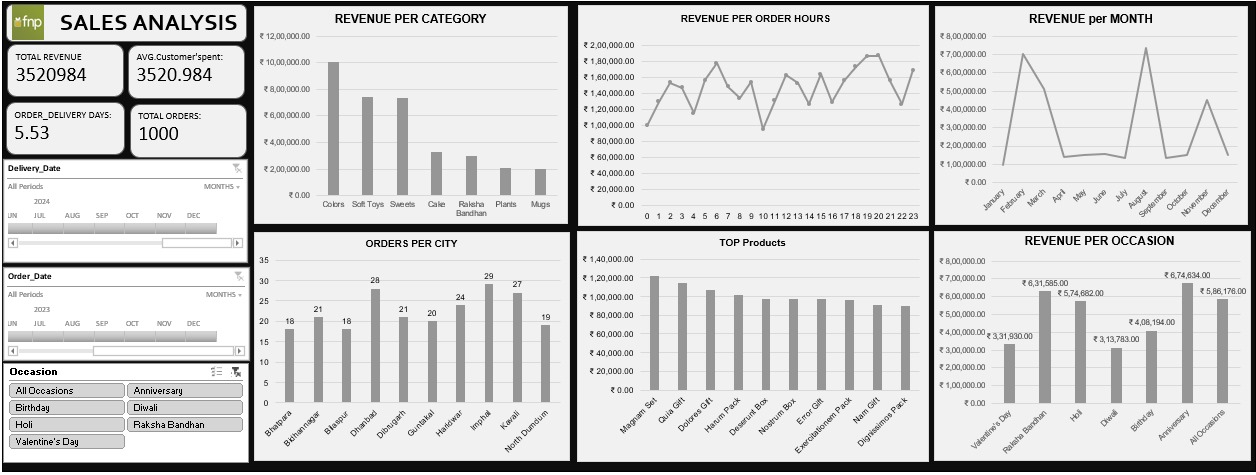 fnp
SALES ANALYSIS
TOTAL REVENUE
3520984
AVG.Customer'spent:
3520.984
ORDER_DELIVERY DAYS:
5.53
TOTAL ORDERS:
1000
Delivery_Date
All Periods
MONTHS
2024
UN JUL AUG SEP OCT NOV DEC
Order_Date
All Periods
MONTHS
2023
UN JUL AUG SEP OCT NOV DEC
Occasion
All Occasions
Anniversary
Birthday
Diwali
Holi
Raksha Bandhan
Valentine's Day
REVENUE PER CATEGORY
₹ 12,00,000.00
₹ 10,00,000.00
₹ 8,00,000.00
₹ 6,00,000.00
₹ 4,00,000.00
₹ 2,00,000.00
₹ 0.00
Colors Soft Toys Sweets Cake Raksha Bandhan Plants Mugs
REVENUE PER ORDER HOURS
₹ 2,00,000.00
₹ 1,80,000.00
₹ 1,60,000.00
₹ 1,40,000.00
₹ 1,20,000.00
₹ 1,00,000.00
₹ 80,000.00
₹ 60,000.00
₹ 40,000.00
₹ 20,000.00
₹ 0.00
0 1 2 3 4 5 6 7 8 9 10 11 12 13 14 15 16 17 18 19 20 21 22 23
REVENUE per MONTH
₹ 8,00,000.00
₹ 7,00,000.00
₹ 6,00,000.00
₹ 5,00,000.00
₹ 4,00,000.00
₹ 3,00,000.00
₹ 2,00,000.00
₹ 1,00,000.00
₹ 0.00
January February March April May June July August September October November December
ORDERS PER CITY
35
30
25
20
15
10
5
0
18 21 18 28 21 20 24 29 27 19
Bhatpara Bidhannagar Bilaspur Dhanbad Dibrugarh Guntakal Haridwar Imphal Kavali North Dumdum
TOP Products
₹ 1,40,000.00
₹ 1,20,000.00
₹ 1,00,000.00
₹ 80,000.00
₹ 60,000.00
₹ 40,000.00
₹ 20,000.00
₹ 0.00
Magnam Set Quia Gift Dolores Gift Harum Pack Deserunt Box Nostrum Box Error Gift Exercitationem Pack Nam Gift Dignissimos Pack
REVENUE PER OCCASION
₹ 8,00,000.00
₹ 7,00,000.00
₹ 6,00,000.00
₹ 5,00,000.00
₹ 4,00,000.00
₹ 3,00,000.00
₹ 2,00,000.00
₹ 1,00,000.00
₹ 0.00
₹ 3,31,930.00
₹ 6,31,585.00
₹ 5,74,682.00
₹ 3,13,783.00
₹ 4,08,194.00
₹ 6,74,634.00
₹ 5,86,176.00
Valentine's Day Raksha Bandhan Holi Diwali Birthday Anniversary All Occasions